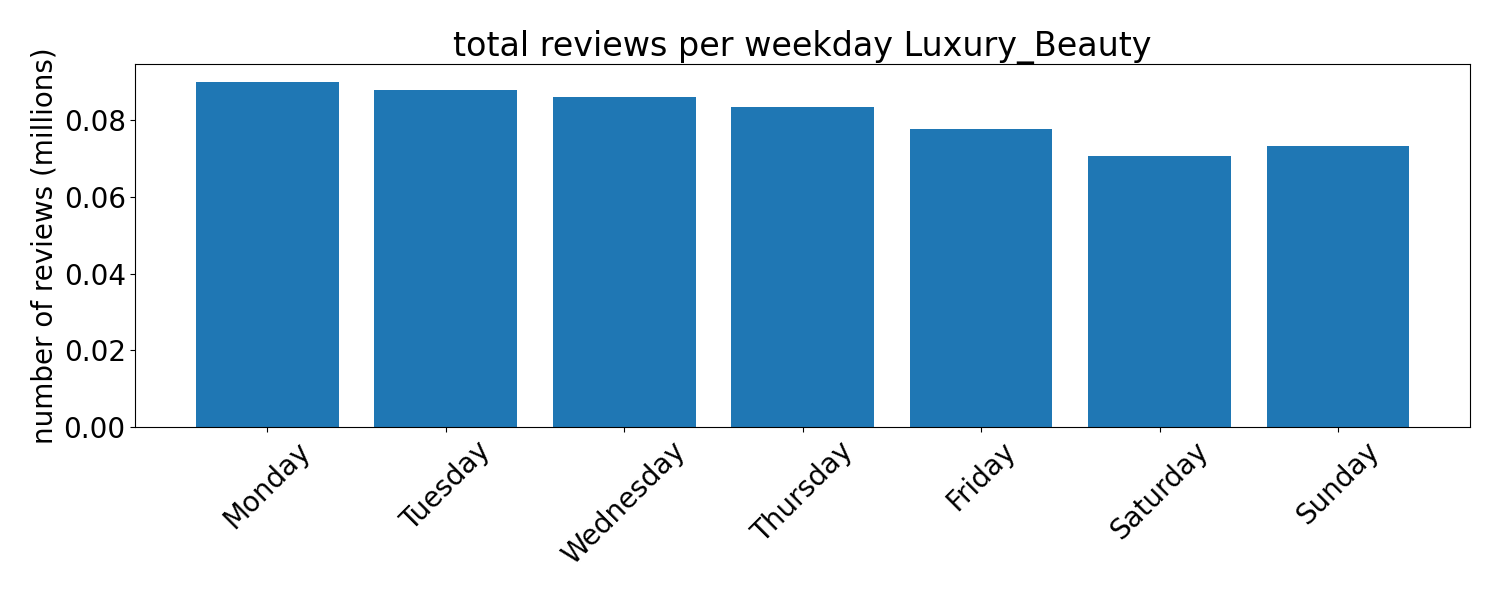 total reviews per weekday Luxury_Beauty
number of reviews (millions)
0.08
0.06
0.04
0.02
0.00
Monday
Tuesday
Wednesday
Thursday
Friday
Saturday
Sunday